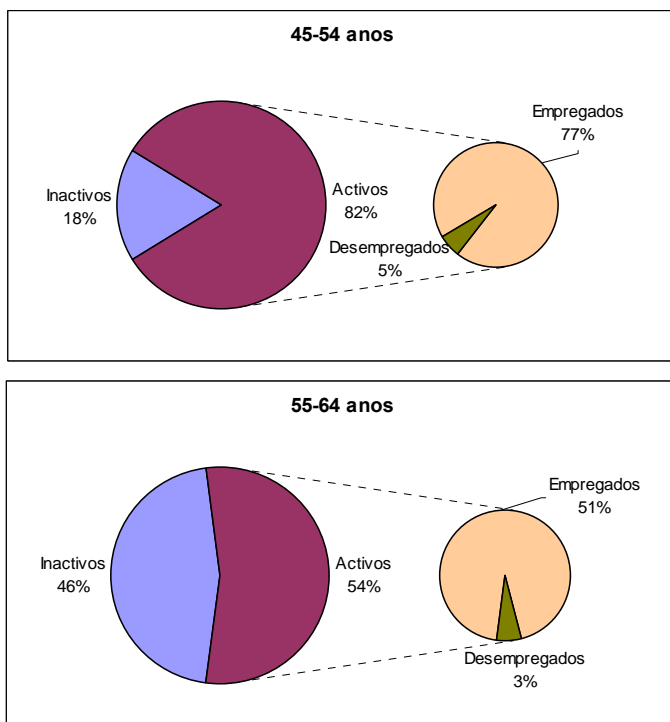 45-54 anos
Empregados
77%
Inactivos
18%
Activos
82%
Desempregados
5%
55-64 anos
Empregados
51%
Inactivos
46%
Activos
54%
Desempregados
3%